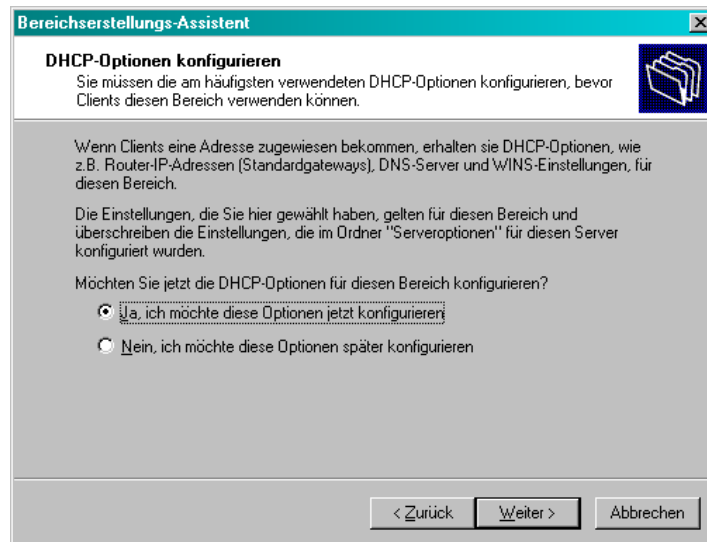 Bereichserstellungs-Assistent
DHCP-Optionen konfigurieren
Sie müssen die am häufigsten verwendeten DHCP-Optionen konfigurieren, bevor
Clients diesen Bereich verwenden können.
Wenn Clients eine Adresse zugewiesen bekommen, erhalten sie DHCP-Optionen, wie
z.B. Router-IP-Adressen (Standardgateways), DNS-Server und WINS-Einstellungen, für
diesen Bereich.
Die Einstellungen, die Sie hier gewählt haben, gelten für diesen Bereich und
überschreiben die Einstellungen, die im Ordner "Serveroptionen" für diesen Server
konfiguriert wurden.
Möchten Sie jetzt die DHCP-Optionen für diesen Bereich konfigurieren?
Ja, ich möchte diese Optionen jetzt konfigurieren
Nein, ich möchte diese Optionen später konfigurieren
< Zurück Weiter > Abbrechen